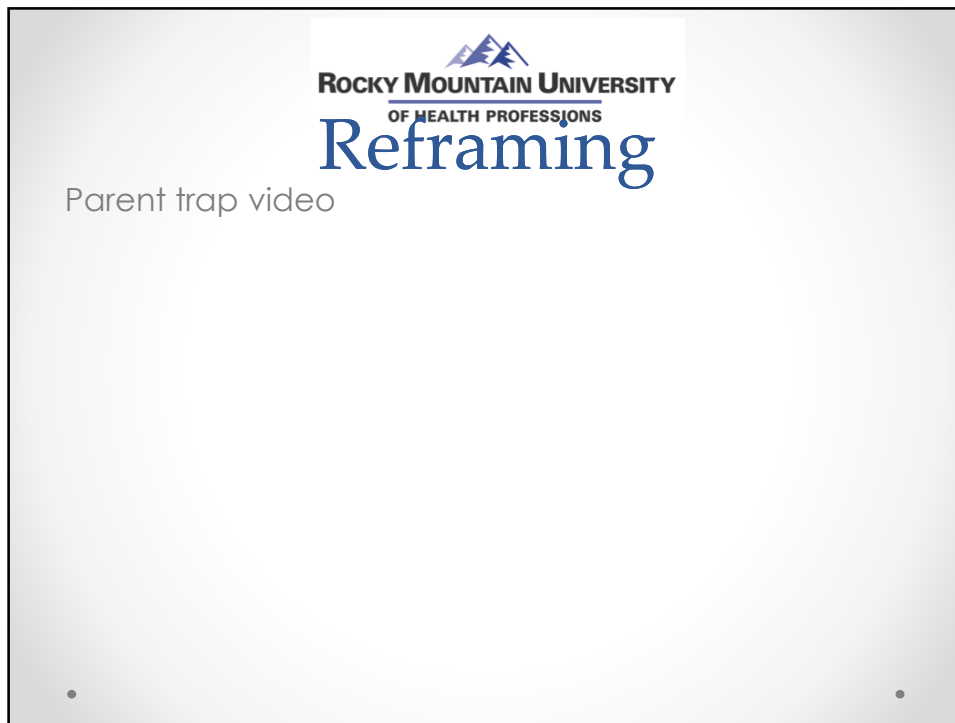 ROCKY MOUNTAIN UNIVERSITY
OF HEALTH PROFESSIONS
Reframing
Parent trap video